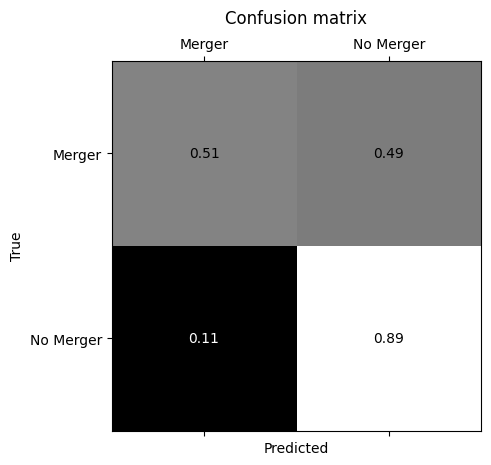 Confusion matrix
Merger No Merger
Merger 0.51 0.49
True
No Merger 0.11 0.89
Predicted